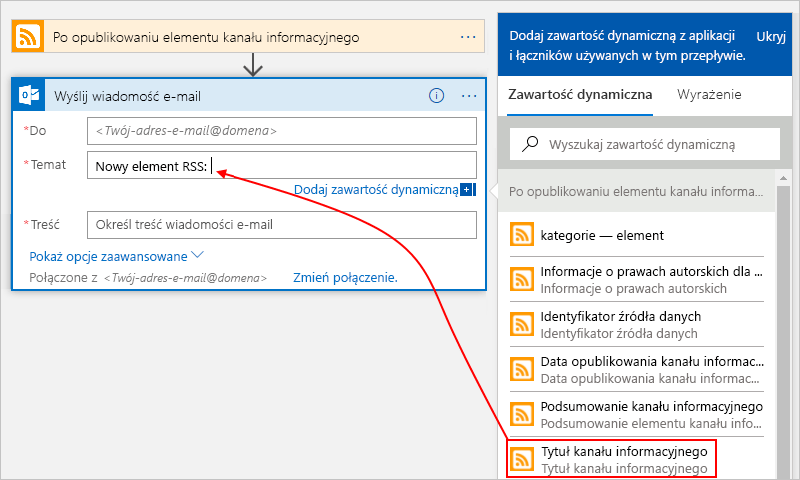 Po opublikowaniu elementu kanału informacyjnego
Wyślij wiadomość e-mail
*Do
<Twój-adres-e-mail@domena>
*Temat
Nowy element RSS:
Dodaj zawartość dynamiczną
*Treść
Określ treść wiadomości e-mail
Pokaż opcje zaawansowane
Połączone z <Twój-adres-e-mail@domena>
Zmień połączenie.
Dodaj zawartość dynamiczną z aplikacji
i łączników używanych w tym przepływie.
Ukryj
Zawartość dynamiczna
Wyrażenie
Wyszukaj zawartość dynamiczną
Po opublikowaniu elementu kanału informa...
kategorie — element
Informacje o prawach autorskich dla ...
Informacje o prawach autorskich
Identyfikator źródła danych
Identyfikator źródła danych
Data opublikowania kanału informac...
Data opublikowania kanału informac...
Podsumowanie kanału informacyjnego
Podsumowanie elementu kanału info...
Tytuł kanału informacyjnego
Tytuł kanału informacyjnego